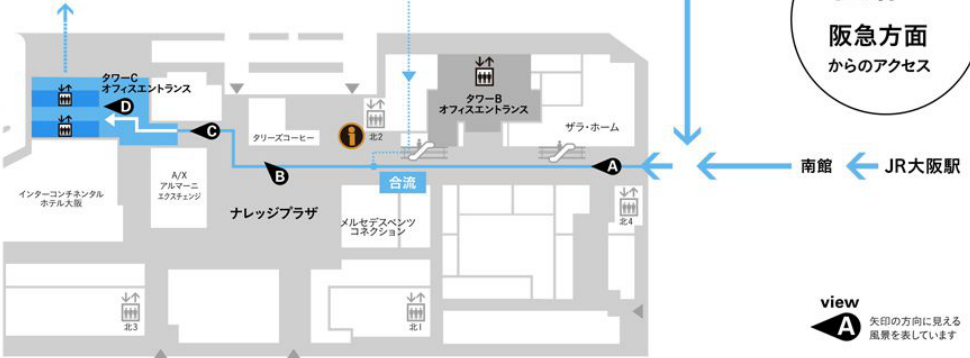 阪急方面
からのアクセス
タワーC
オフィスエントランス
D
C
タワーB
オフィスエントランス
ザラ・ホーム
タリーズコーヒー
i
北2
A
南館
JR大阪駅
B
合流
インターコンチネンタル
ホテル大阪
A/X
アルマーニ
エクスチェンジ
ナレッジプラザ
メルセデスベンツ
コネクション
北4
北3
北1
view
A
矢印の方向に見える
風景を表しています